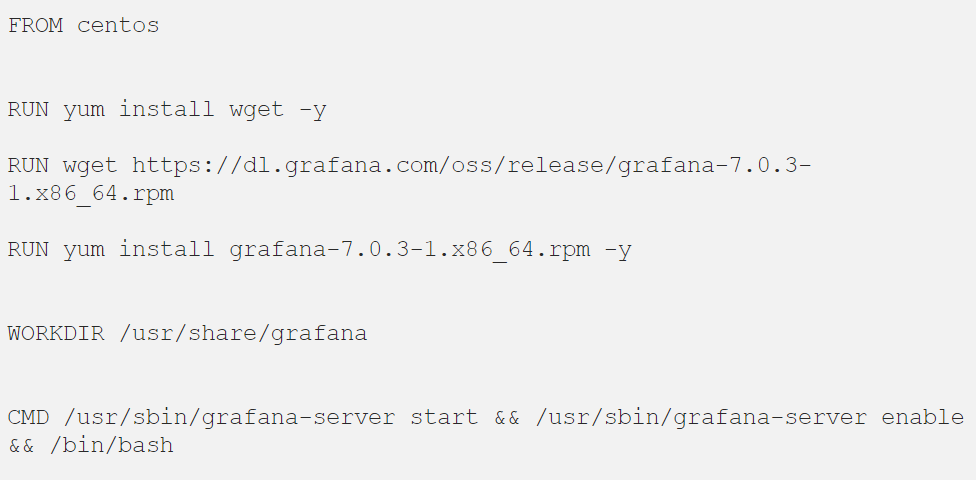 FROM centos
RUN yum install wget -y
RUN wget https://dl.grafana.com/oss/release/grafana-7.0.3-
1.x86_64.rpm
RUN yum install grafana-7.0.3-1.x86_64.rpm -y
WORKDIR /usr/share/grafana
CMD /usr/sbin/grafana-server start && /usr/sbin/grafana-server enable
&& /bin/bash